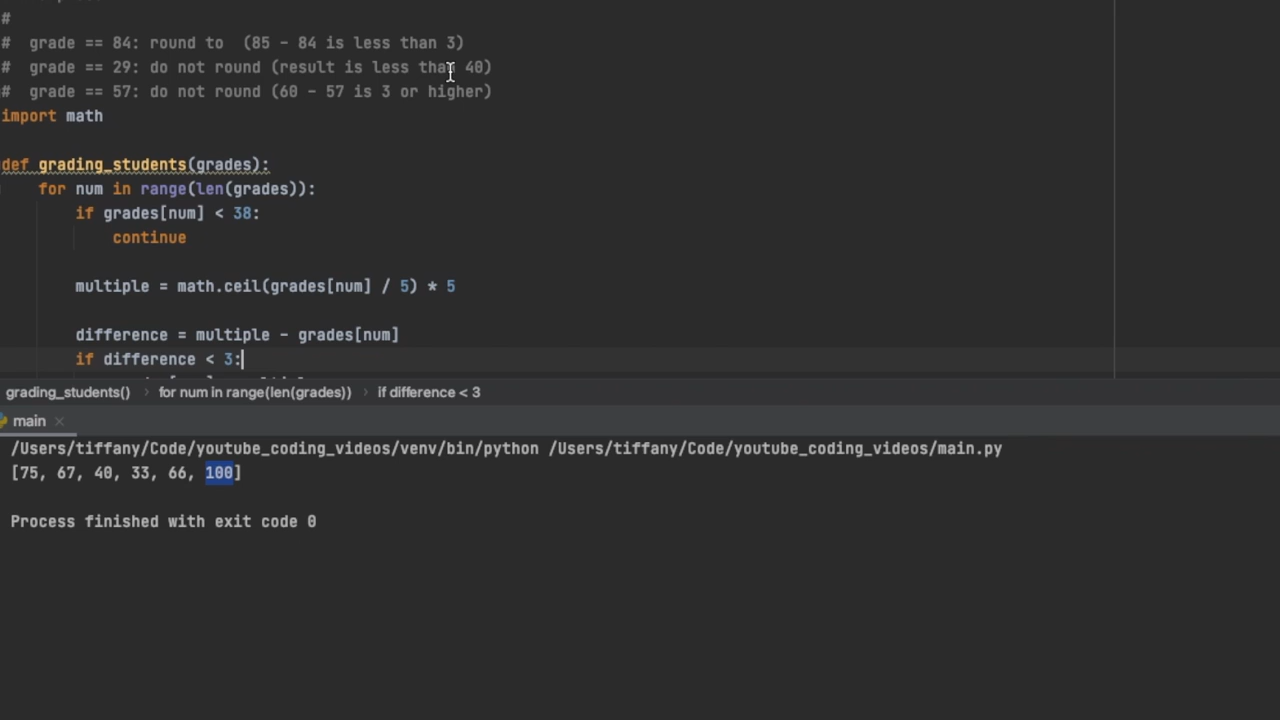 #
#  grade == 84: round to  (85 - 84 is less than 3)
#  grade == 29: do not round (result is less than 40)
#  grade == 57: do not round (60 - 57 is 3 or higher)
import math
def grading_students(grades):
for num in range(len(grades)):
if grades[num] < 38:
continue
multiple = math.ceil(grades[num] / 5) * 5
difference = multiple - grades[num]
if difference < 3:
grading_students() › for num in range(len(grades)) › if difference < 3
main
/Users/tiffany/Code/youtube_coding_videos/venv/bin/python /Users/tiffany/Code/youtube_coding_videos/main.py
[75, 67, 40, 33, 66, 100]
Process finished with exit code 0